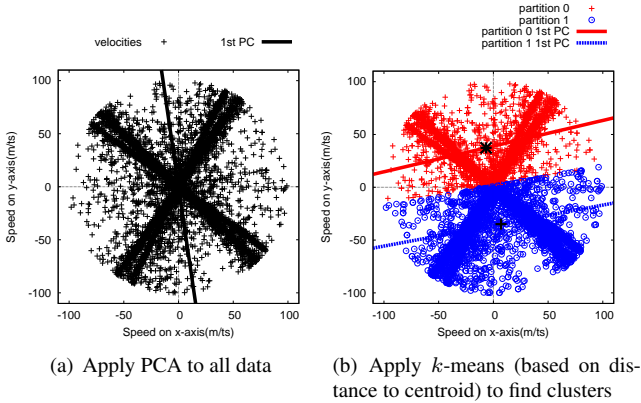 velocities + 1st PC
100
50
0
-50
-100
-100 -50 0 50 100
Speed on y-axis(m/ts)
Speed on x-axis(m/ts)
(a) Apply PCA to all data
partition 0
partition 1
partition 0 1st PC
partition 1 1st PC
100
50
0
-50
-100
-100 -50 0 50 100
Speed on y-axis(m/ts)
Speed on x-axis(m/ts)
(b) Apply k-means (based on dis-
tance to centroid) to find clusters